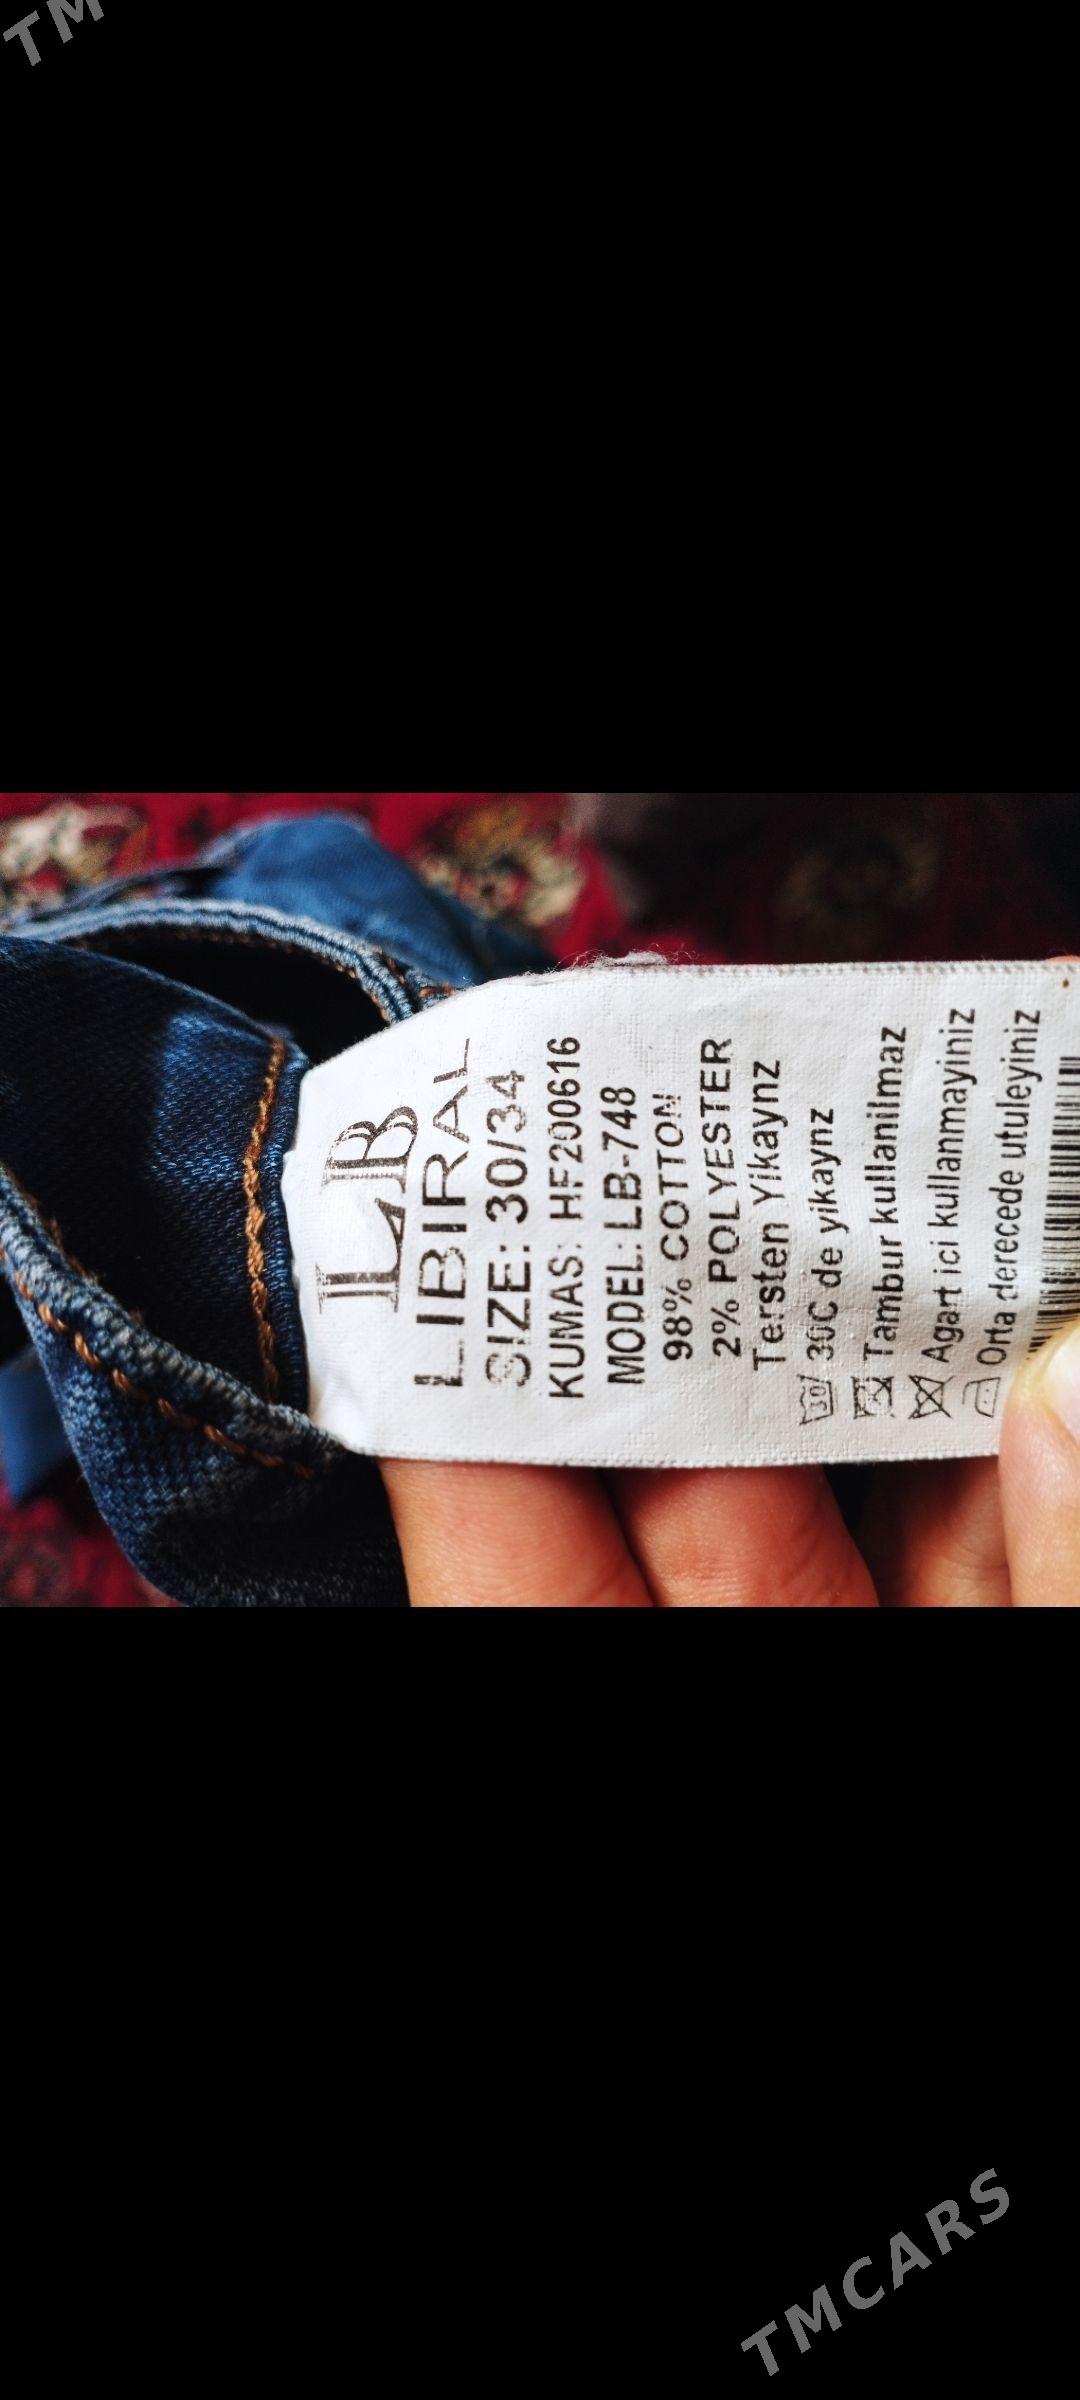 TM
LB
LIBIRAL
SIZE: 30/34
KUMAS: HF200616
MODEL: LB-748
98% COTTON
2% POLYESTER
Tersten Yikaynz
30 30C de yikaynz
Tambur kullanilmaz
Agart ici kullanmayiniz
Orta derecede utuleyiniz
TMCARS